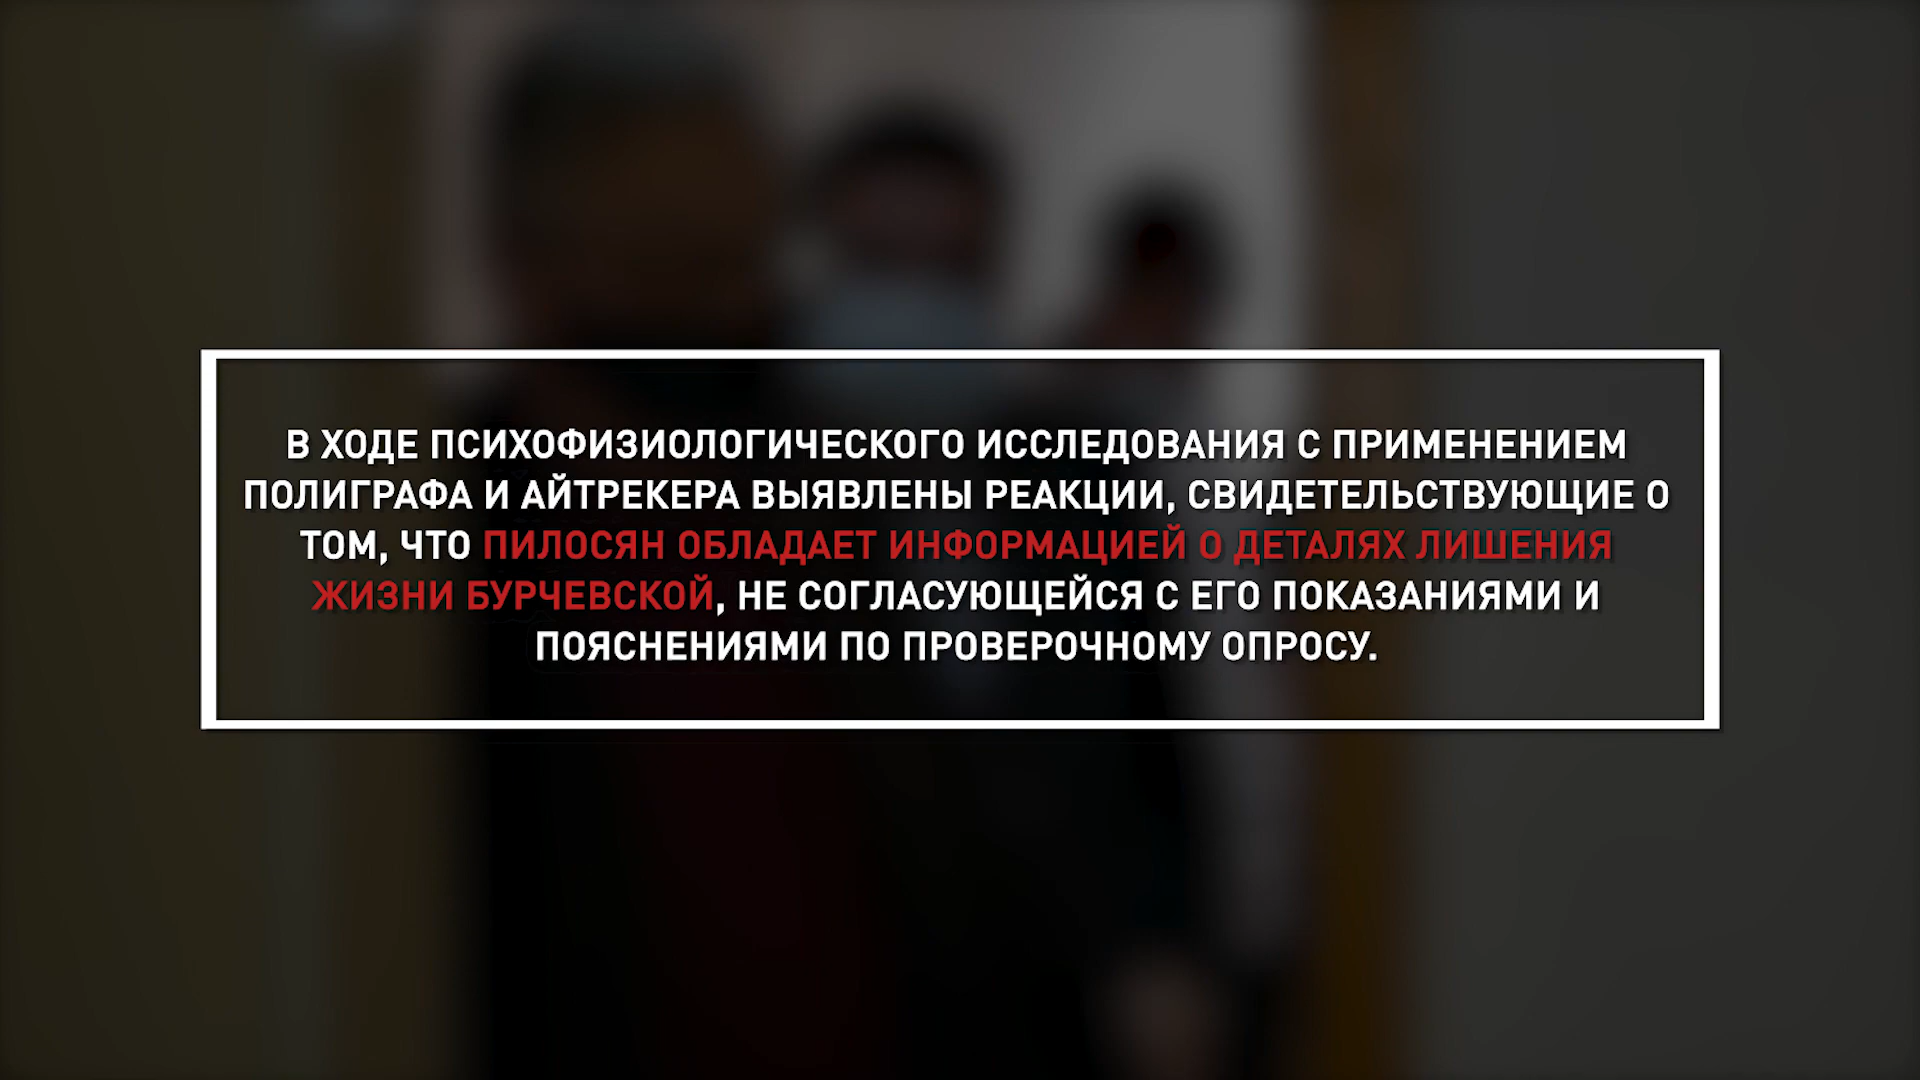 В ХОДЕ ПСИХОФИЗИОЛОГИЧЕСКОГО ИССЛЕДОВАНИЯ С ПРИМЕНЕНИЕМ
ПОЛИГРАФА И АЙТРЕКЕРА ВЫЯВЛЕНЫ РЕАКЦИИ, СВИДЕТЕЛЬСТВУЮЩИЕ О
ТОМ, ЧТО ПИЛОСЯН ОБЛАДАЕТ ИНФОРМАЦИЕЙ О ДЕТАЛЯХ ЛИШЕНИЯ
ЖИЗНИ БУРЧЕВСКОЙ, НЕ СОГЛАСУЮЩЕЙСЯ С ЕГО ПОКАЗАНИЯМИ И
ПОЯСНЕНИЯМИ ПО ПРОВЕРОЧНОМУ ОПРОСУ.